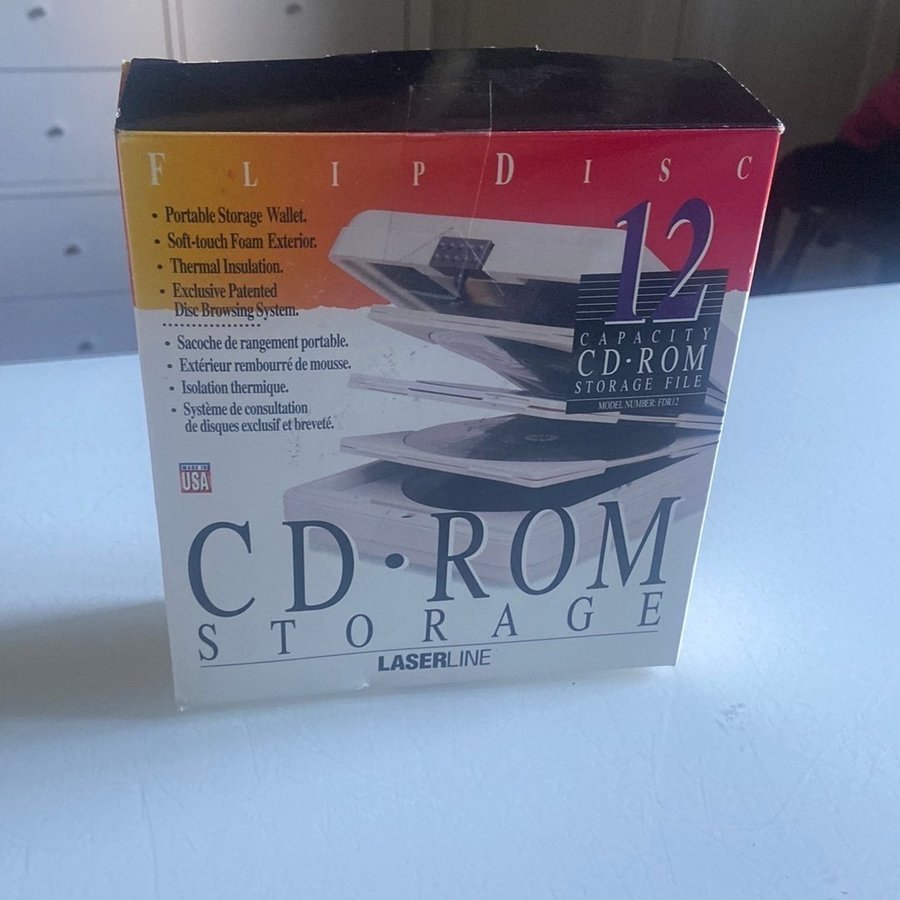 FLIPDISC
• Portable Storage Wallet.
• Soft-touch Foam Exterior.
• Thermal Insulation.
• Exclusive Patented
Disc Browsing System.
• Sacoche de rangement portable.
• Extérieur rembourré de mousse.
• Isolation thermique.
• Système de consultation
de disques exclusif et breveté.
12
CAPACITY
CD·ROM
STORAGE FILE
MODEL NUMBER: FDR12
MADE IN
USA
CD·ROM
STORAGE
LASERLINE